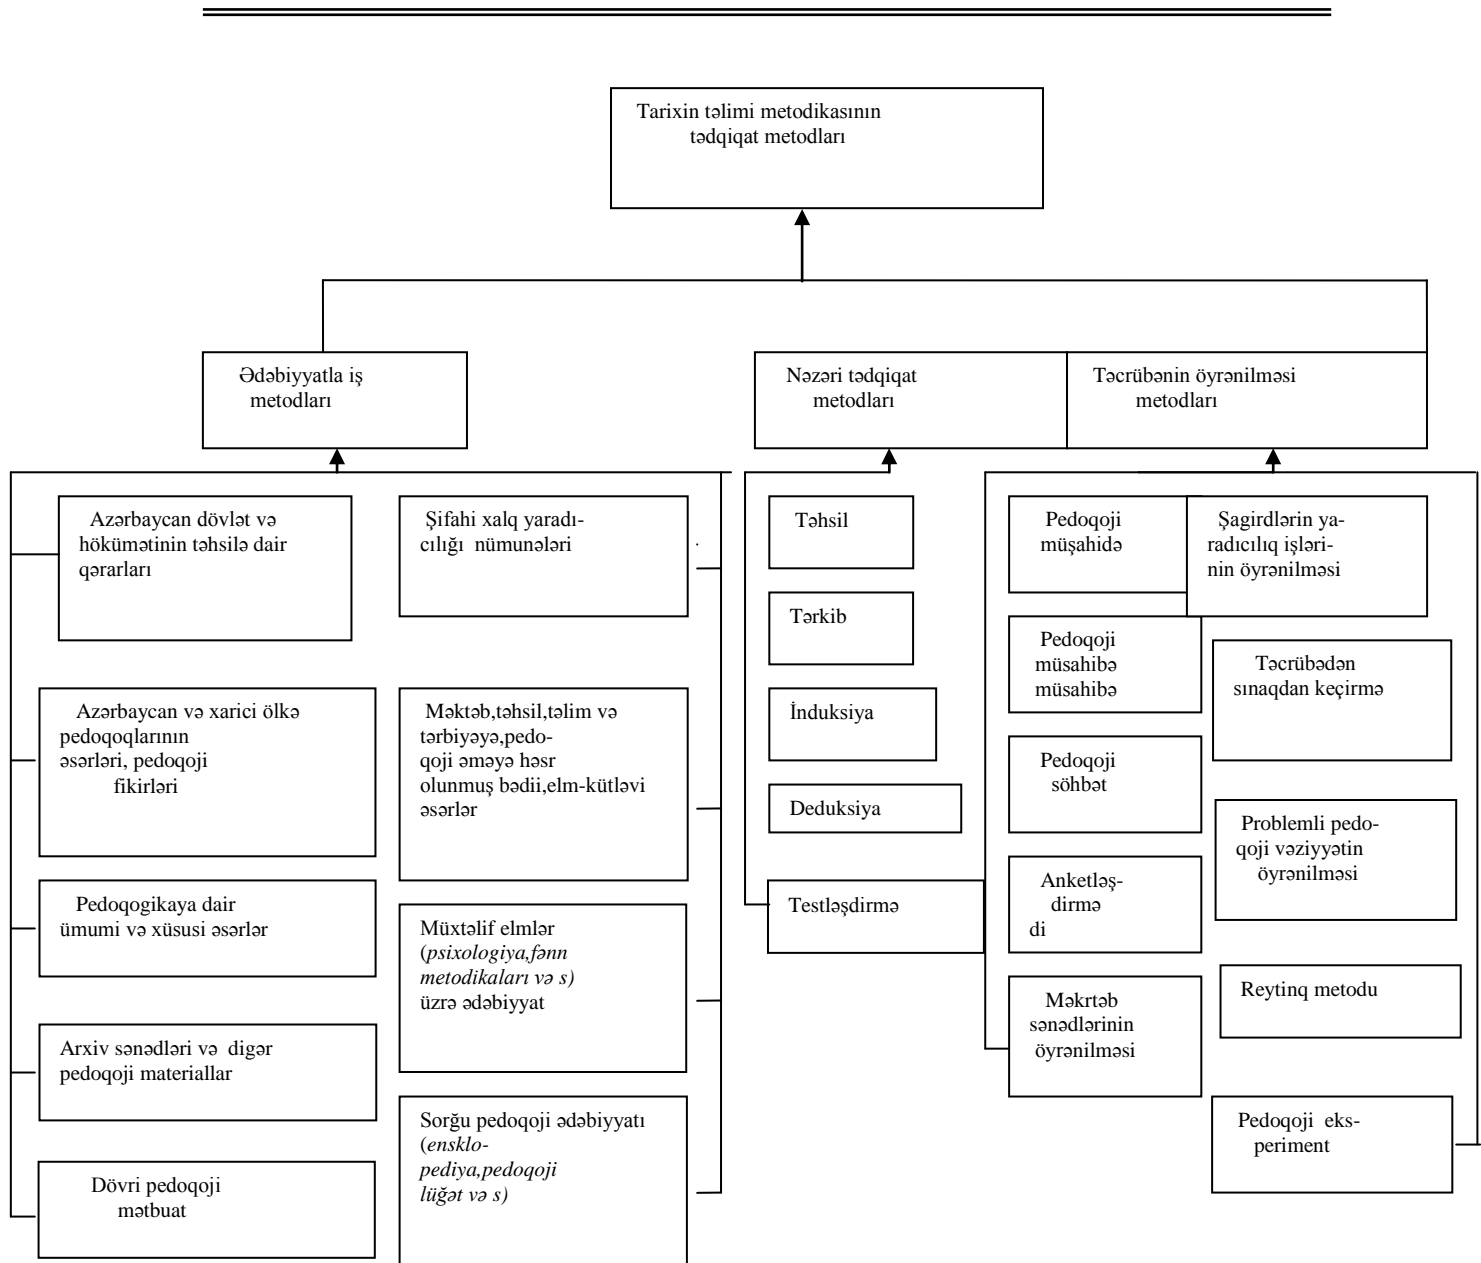 Tarixin təlimi metodikasının
tədqiqat metodları
Ədəbiyyatla iş
metodları
Nəzəri tədqiqat
metodları
Təcrübənin öyrənilməsi
metodları
Azərbaycan dövlət və
hökümətinin təhsilə dair
qərarları
Azərbaycan və xarici ölkə
pedoqoqlarının
əsərləri, pedoqoji
fikirləri
Pedoqogikaya dair
ümumi və xüsusi əsərlər
Arxiv sənədləri və digər
pedoqoji materiallar
Dövri pedoqoji
mətbuat
Şifahi xalq yaradı-
cılığı nümunələri
Məktəb,təhsil,təlim və
tərbiyəyə,pedo-
qoji əməyə həsr
olunmuş bədii,elm-kütləvi
əsərlər
Müxtəlif elmlər
(psixologiya,fənn
metodikaları və s)
üzrə ədəbiyyat
Sorğu pedoqoji ədəbiyyatı
(ensklo-
pediya,pedoqoji
lüğət və s)
Təhsil
Tərkib
İnduksiya
Deduksiya
Testləşdirmə
Pedoqoji
müşahidə
Pedoqoji
müsahibə
müsahibə
Pedoqoji
söhbət
Anketləş-
dirmə
di
Məkrtəb
sənədlərinin
öyrənilməsi
Şagirdlərin ya-
radıcılıq işləri-
nin öyrənilməsi
Təcrübədən
sınaqdan keçirmə
Problemli pedo-
qoji vəziyyətin
öyrənilməsi
Reytinq metodu
Pedoqoji eks-
periment